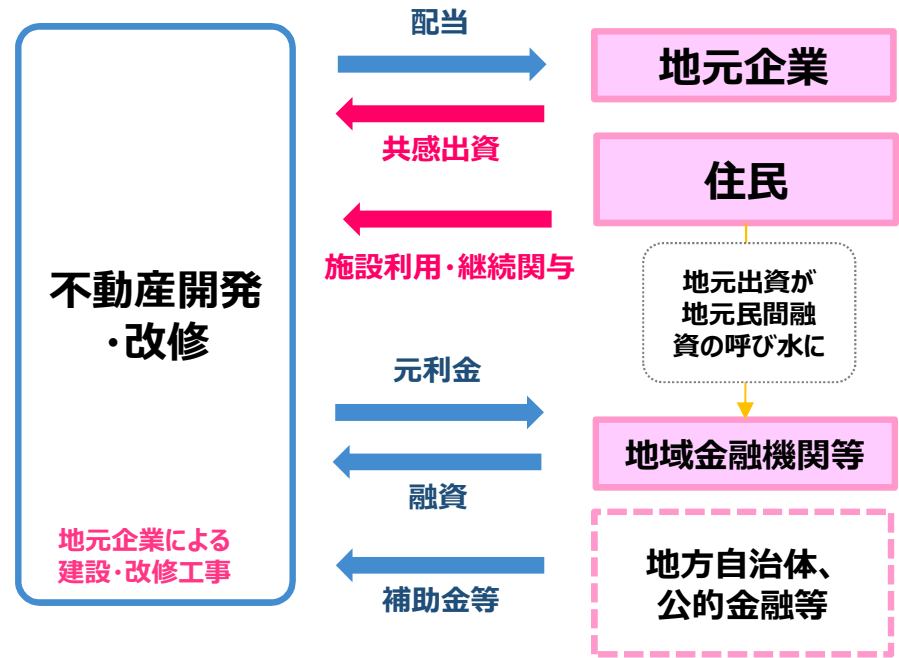 配当
地元企業
共感出資
住民
施設利用・継続関与
地元出資が
地元民間融
資の呼び水に
不動産開発
・改修
元利金
地域金融機関等
融資
地元企業による
建設・改修工事
地方自治体、
公的金融等
補助金等